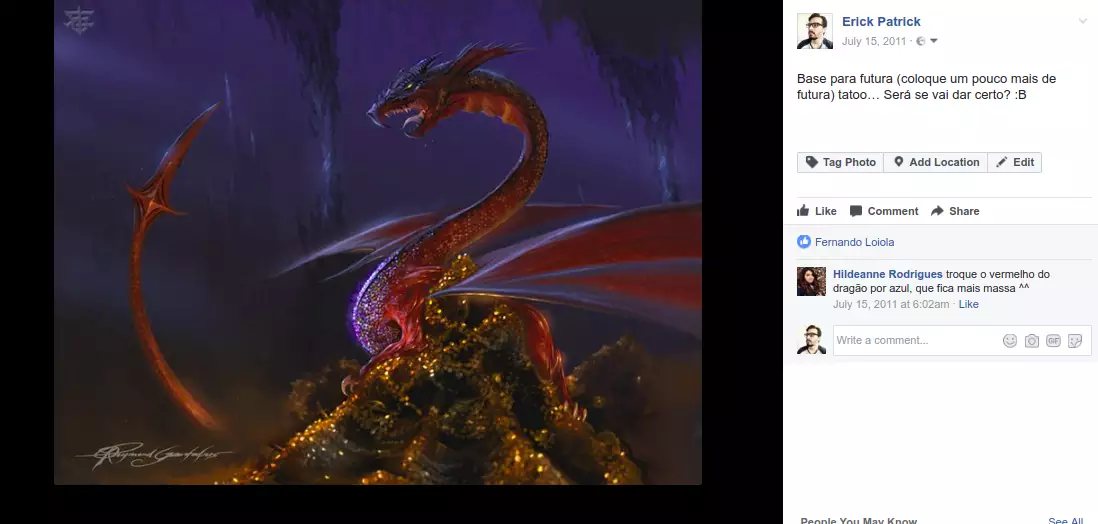 Erick Patrick
July 15, 2011 ·
Base para futura (coloque um pouco mais de
futura) tatoo… Será se vai dar certo? :B
Tag Photo Add Location Edit
Like Comment Share
Fernando Loiola
Hildeanne Rodrigues troque o vermelho do
dragão por azul, que fica mais massa ^^
July 15, 2011 at 6:02am · Like
Write a comment...
GIF
People You May Know See All